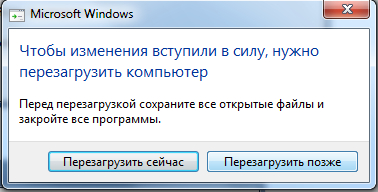 Microsoft Windows
Чтобы изменения вступили в силу, нужно
перезагрузить компьютер
Перед перезагрузкой сохраните все открытые файлы и
закройте все программы.
Перезагрузить сейчас
Перезагрузить позже